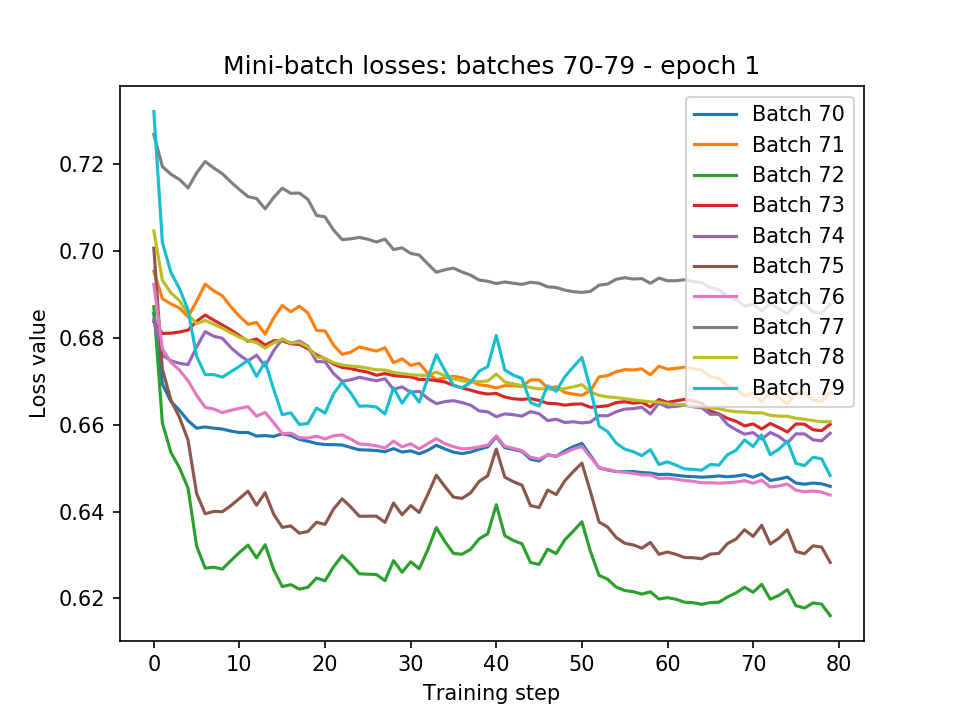 Mini-batch losses: batches 70-79 - epoch 1
Loss value
0.72
0.70
0.68
0.66
0.64
0.62
Batch 70
Batch 71
Batch 72
Batch 73
Batch 74
Batch 75
Batch 76
Batch 77
Batch 78
Batch 79
0 10 20 30 40 50 60 70 80
Training step